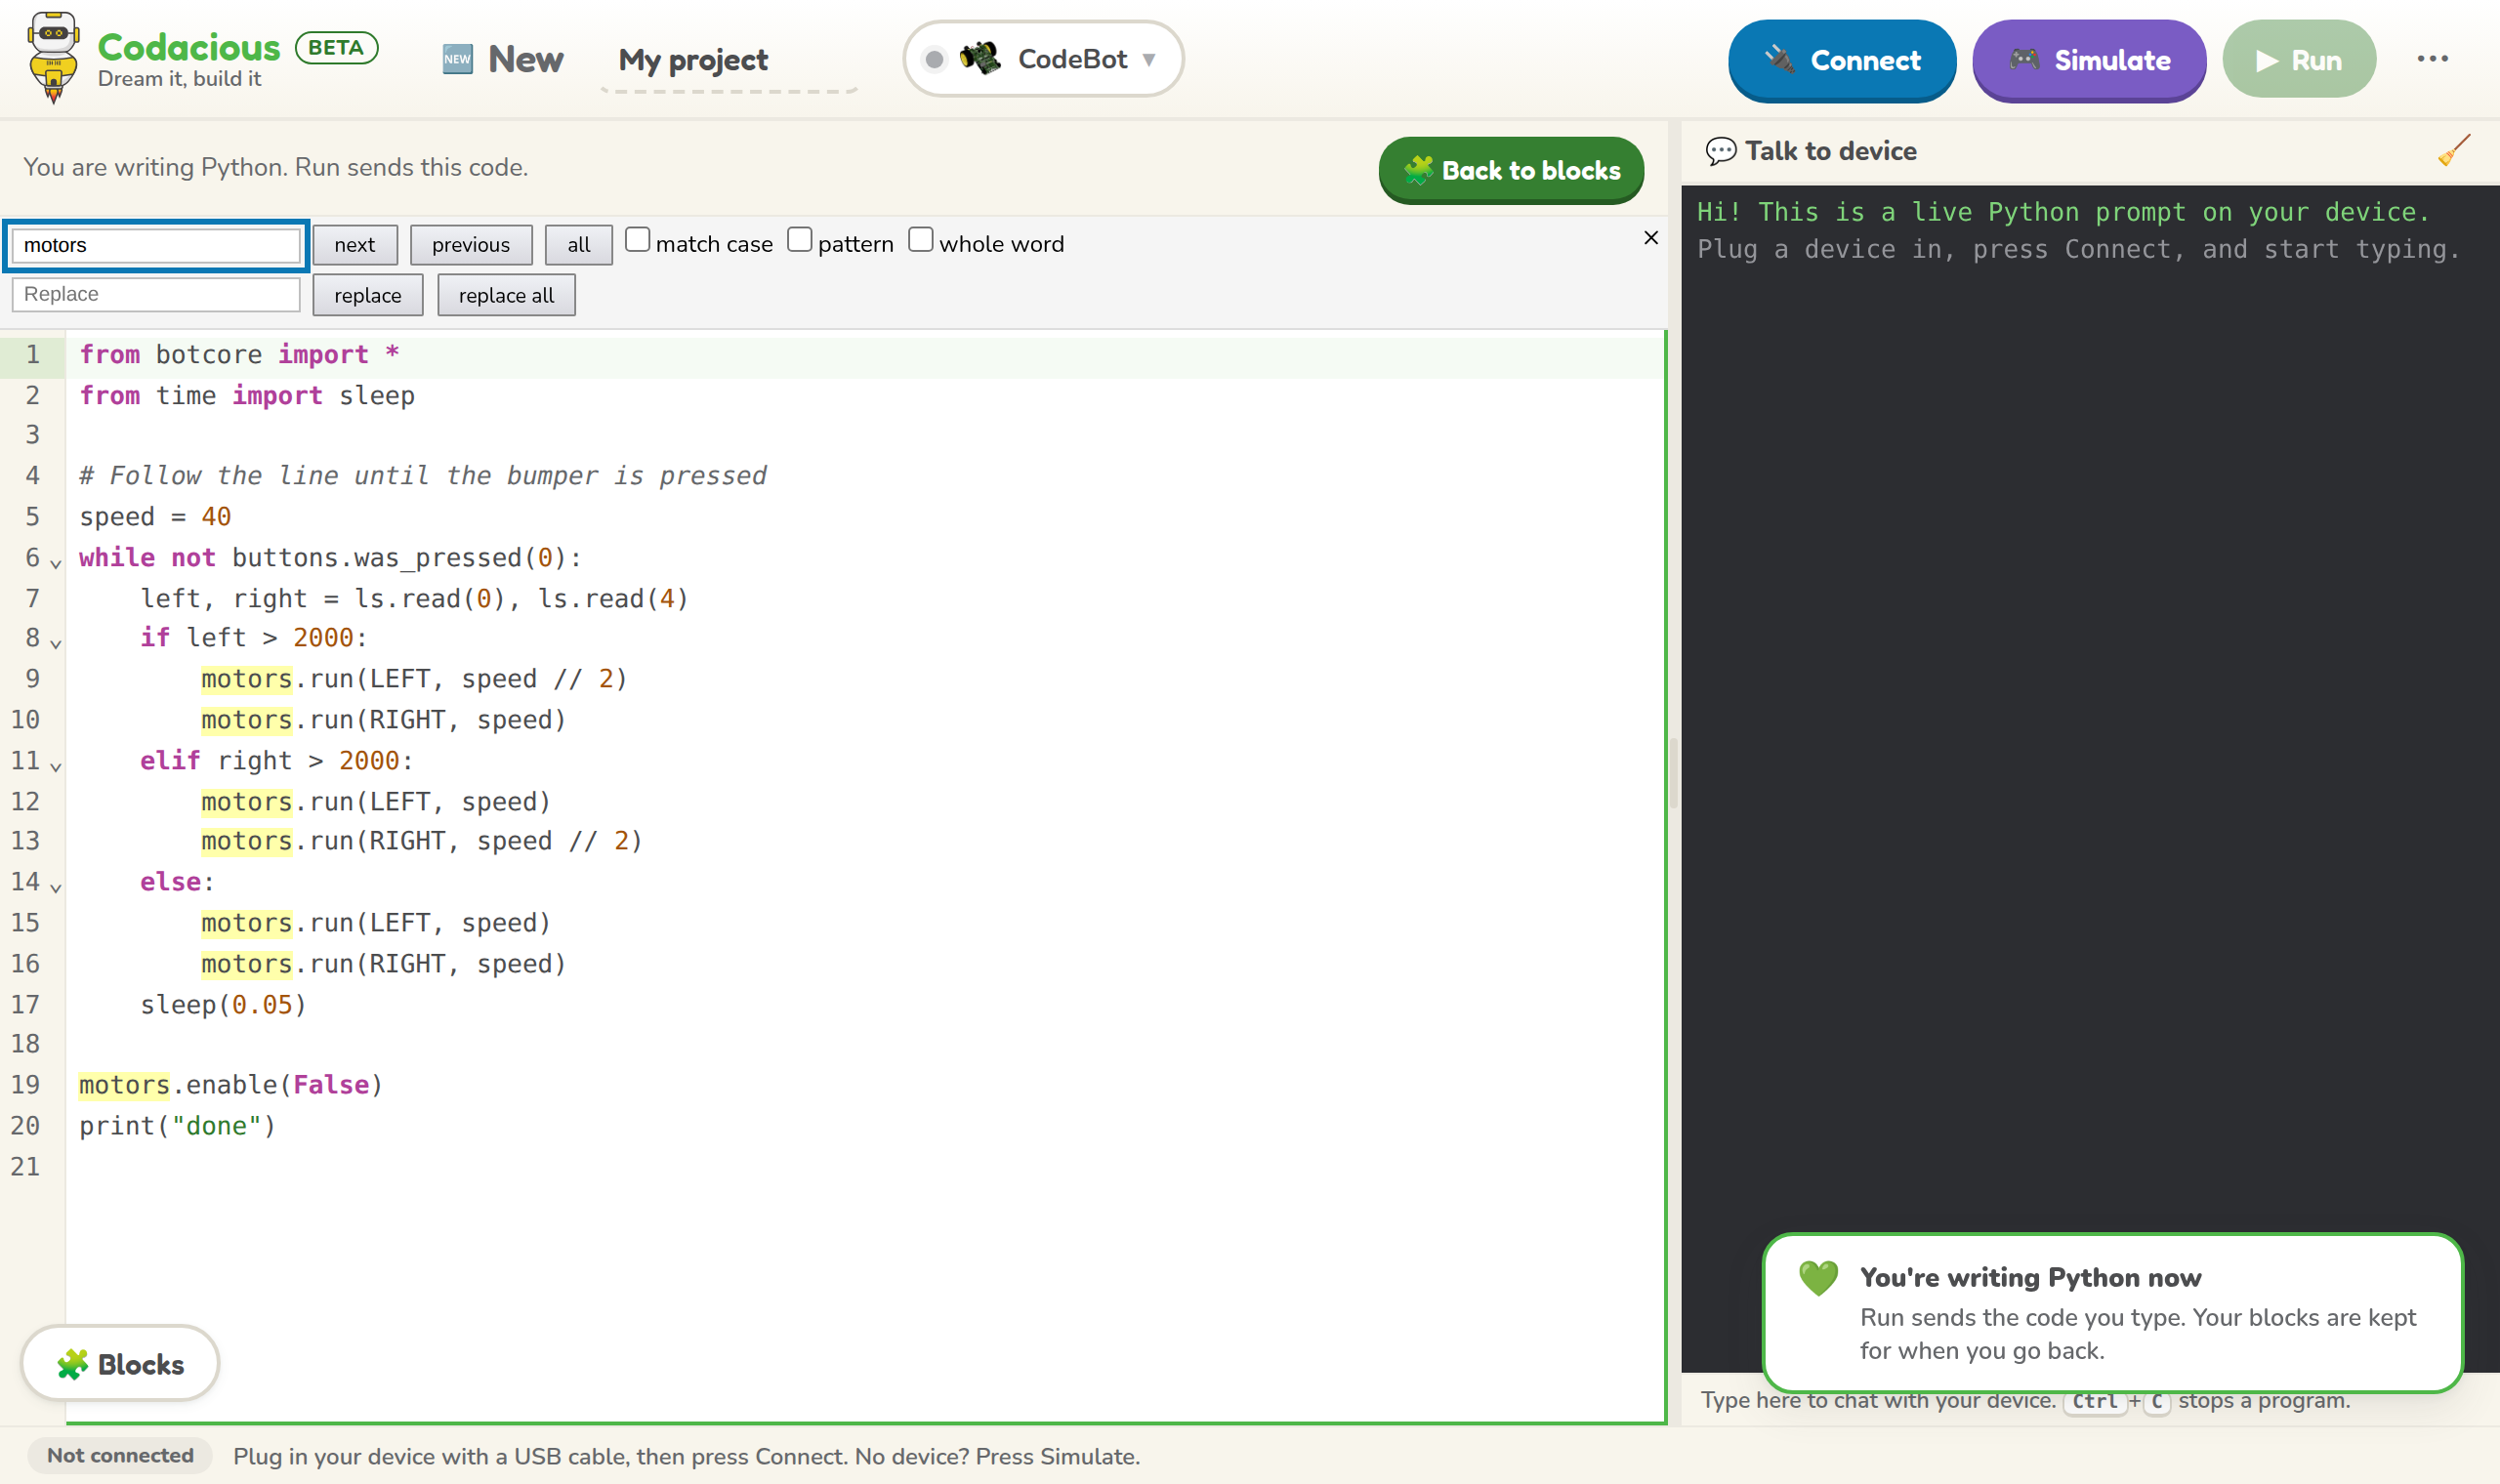 Codacious BETA
Dream it, build it
NEW New
My project
CodeBot
Connect
Simulate
Run
You are writing Python. Run sends this code.
Back to blocks
motors
next
previous
all
match case
pattern
whole word
×
Replace
replace
replace all
1 from botcore import *
2 from time import sleep
3
4 # Follow the line until the bumper is pressed
5 speed = 40
6 while not buttons.was_pressed(0):
7     left, right = ls.read(0), ls.read(4)
8     if left > 2000:
9         motors.run(LEFT, speed // 2)
10         motors.run(RIGHT, speed)
11     elif right > 2000:
12         motors.run(LEFT, speed)
13         motors.run(RIGHT, speed // 2)
14     else:
15         motors.run(LEFT, speed)
16         motors.run(RIGHT, speed)
17     sleep(0.05)
18
19 motors.enable(False)
20 print("done")
21
Blocks
Talk to device
Hi! This is a live Python prompt on your device.
Plug a device in, press Connect, and start typing.
You're writing Python now
Run sends the code you type. Your blocks are kept
for when you go back.
Type here to chat with your device. Ctrl+C stops a program.
Not connected
Plug in your device with a USB cable, then press Connect. No device? Press Simulate.